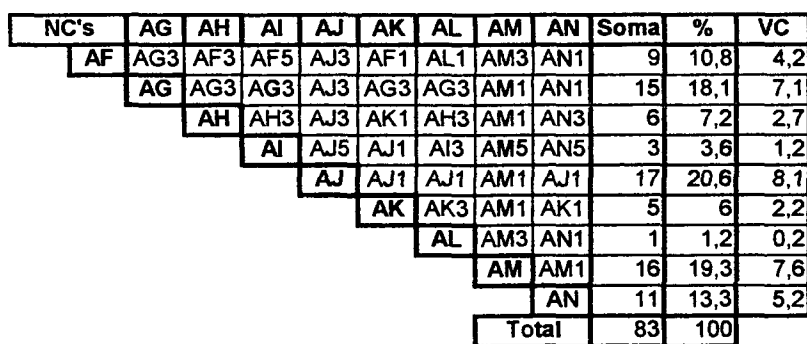 NC's AG AH AI AJ AK AL AM AN Soma % VC
AF AG3 AF3 AF5 AJ3 AF1 AL1 AM3 AN1 9 10,8 4,2
AG AG3 AG3 AJ3 AG3 AG3 AM1 AN1 15 18,1 7,1
AH AH3 AJ3 AK1 AH3 AM1 AN3 6 7,2 2,7
AI AJ5 AJ1 AI3 AM5 AN5 3 3,6 1,2
AJ AJ1 AJ1 AM1 AJ1 17 20,6 8,1
AK AK3 AM1 AK1 5 6 2,2
AL AM3 AN1 1 1,2 0,2
AM AM1 16 19,3 7,6
AN 11 13,3 5,2
Total 83 100